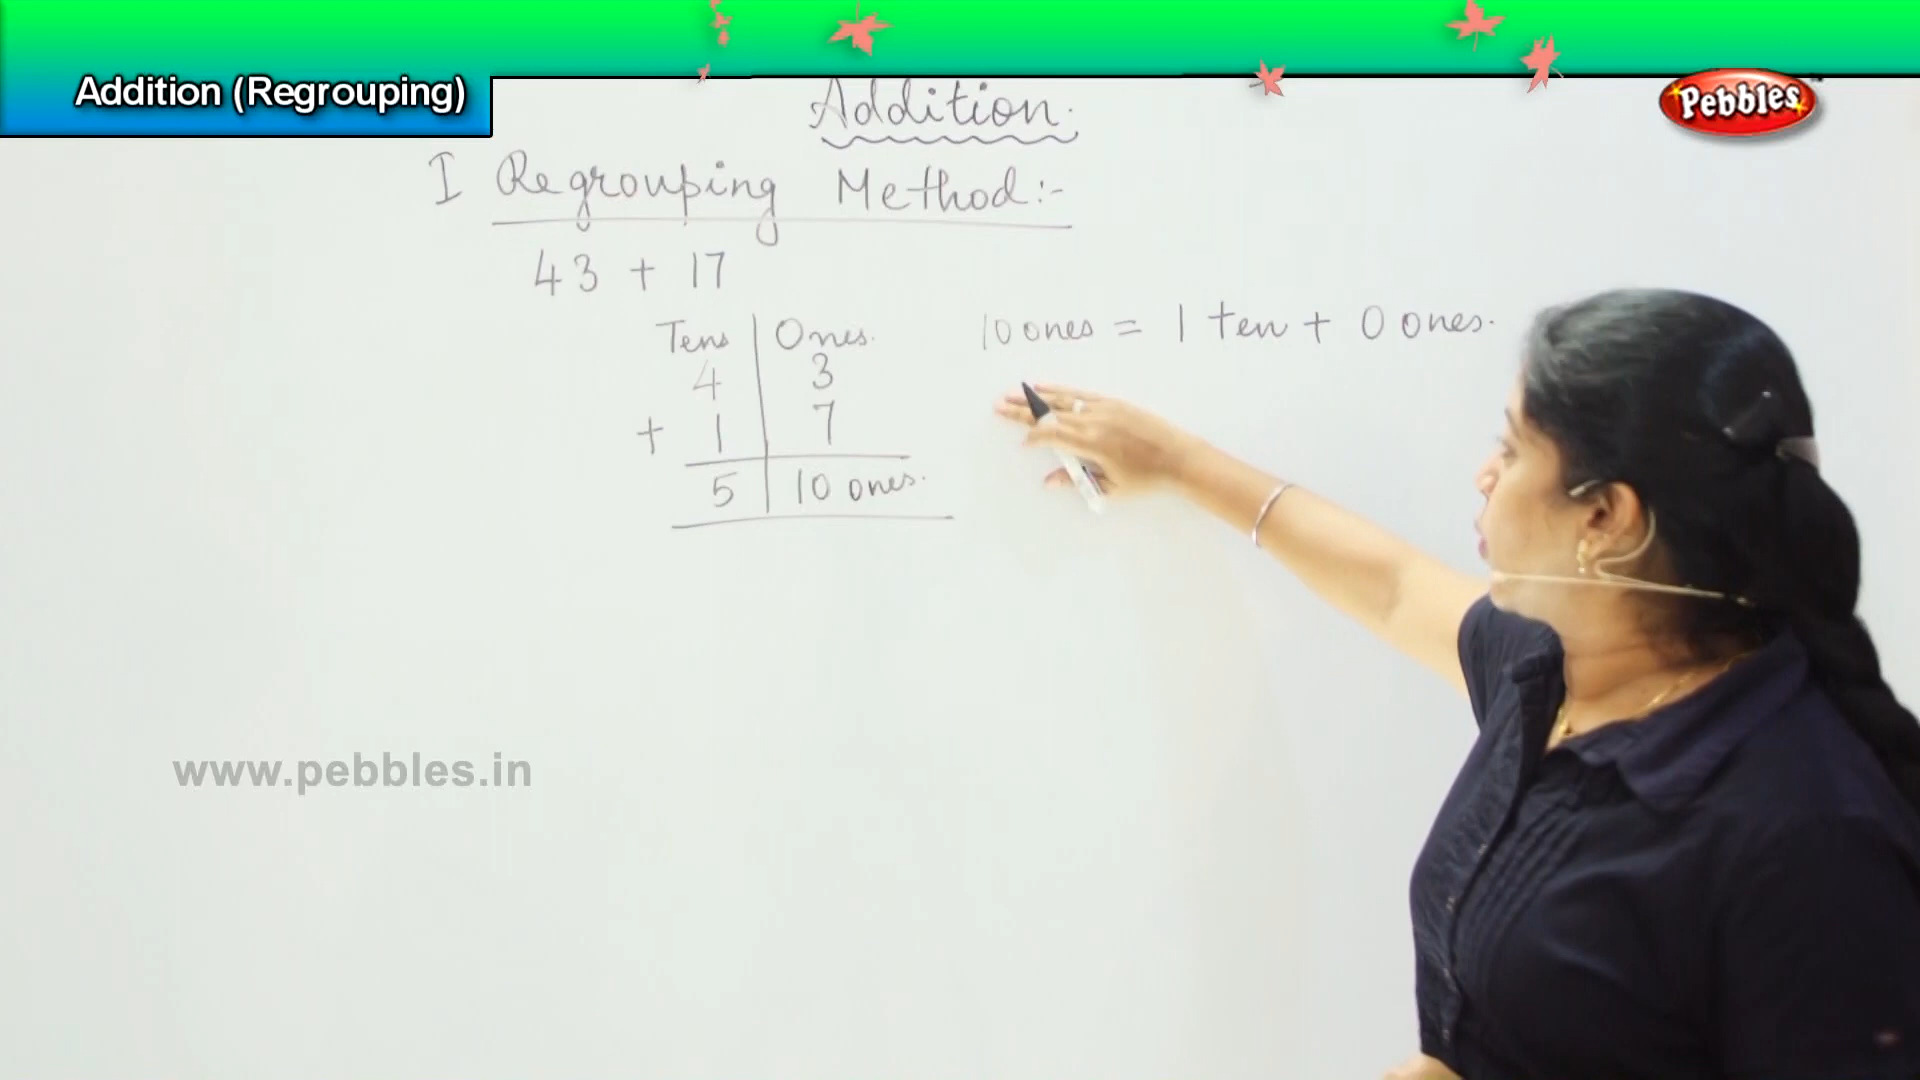 Addition (Regrouping)
Pebbles
Addition.
I Regrouping Method:-
43 + 17
Tens | Ones.
10 ones = 1 ten + 0 ones.
4 | 3
+ 1 | 7
5 | 10 ones.
www.pebbles.in